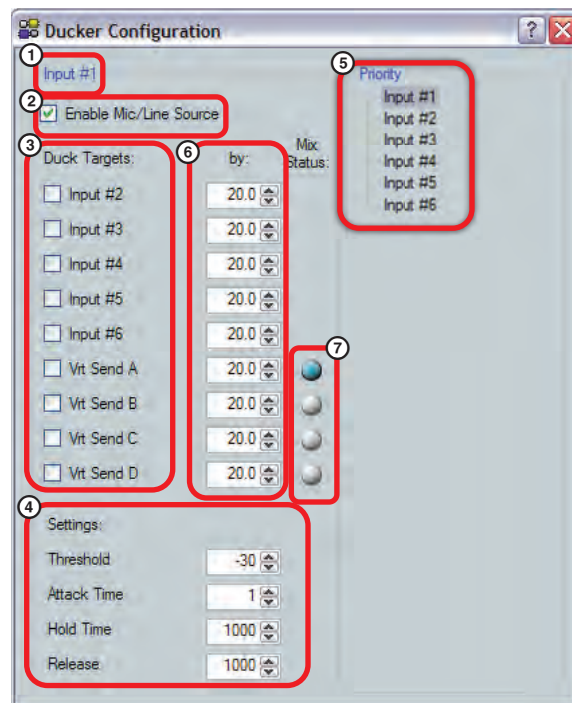 Ducker Configuration
?
1
Input #1
2
Enable Mic/Line Source
3
Duck Targets:
6
by:
Mix
Status:
Input #2 20.0
Input #3 20.0
Input #4 20.0
Input #5 20.0
Input #6 20.0
7
Vrt Send A 20.0
Vrt Send B 20.0
Vrt Send C 20.0
Vrt Send D 20.0
4
Settings:
Threshold -30
Attack Time 1
Hold Time 1000
Release 1000
5
Priority
Input #1
Input #2
Input #3
Input #4
Input #5
Input #6